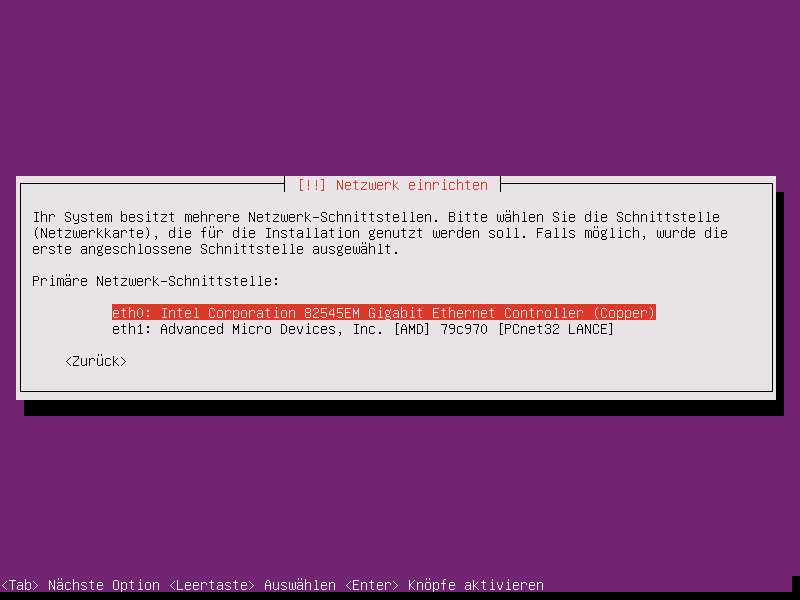 [!!] Netzwerk einrichten
Ihr System besitzt mehrere Netzwerk-Schnittstellen. Bitte wählen Sie die Schnittstelle
(Netzwerkkarte), die für die Installation genutzt werden soll. Falls möglich, wurde die
erste angeschlossene Schnittstelle ausgewählt.
Primäre Netzwerk-Schnittstelle:
eth0: Intel Corporation 82545EM Gigabit Ethernet Controller (Copper)
eth1: Advanced Micro Devices, Inc. [AMD] 79c970 [PCnet32 LANCE]
<Zurück>
<Tab> Nächste Option <Leertaste> Auswählen <Enter> Knöpfe aktivieren